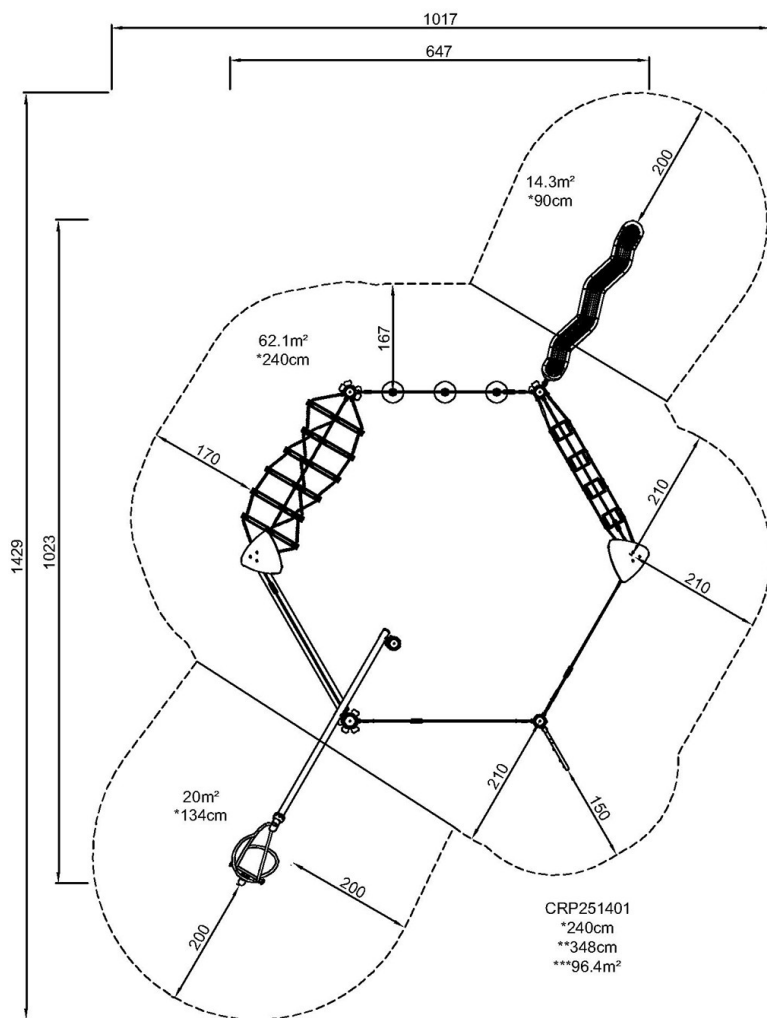 1017
647
200
14.3m²
*90cm
167
62.1m²
*240cm
170
210
210
1429
1023
20m²
*134cm
210
150
200
200
CRP251401
*240cm
**348cm
***96.4m²